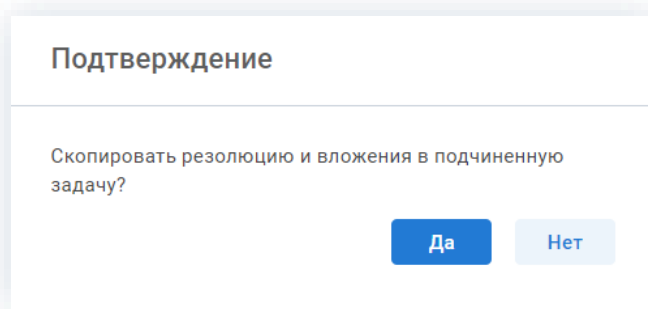 Подтверждение
Скопировать резолюцию и вложения в подчиненную
задачу?
Да Нет